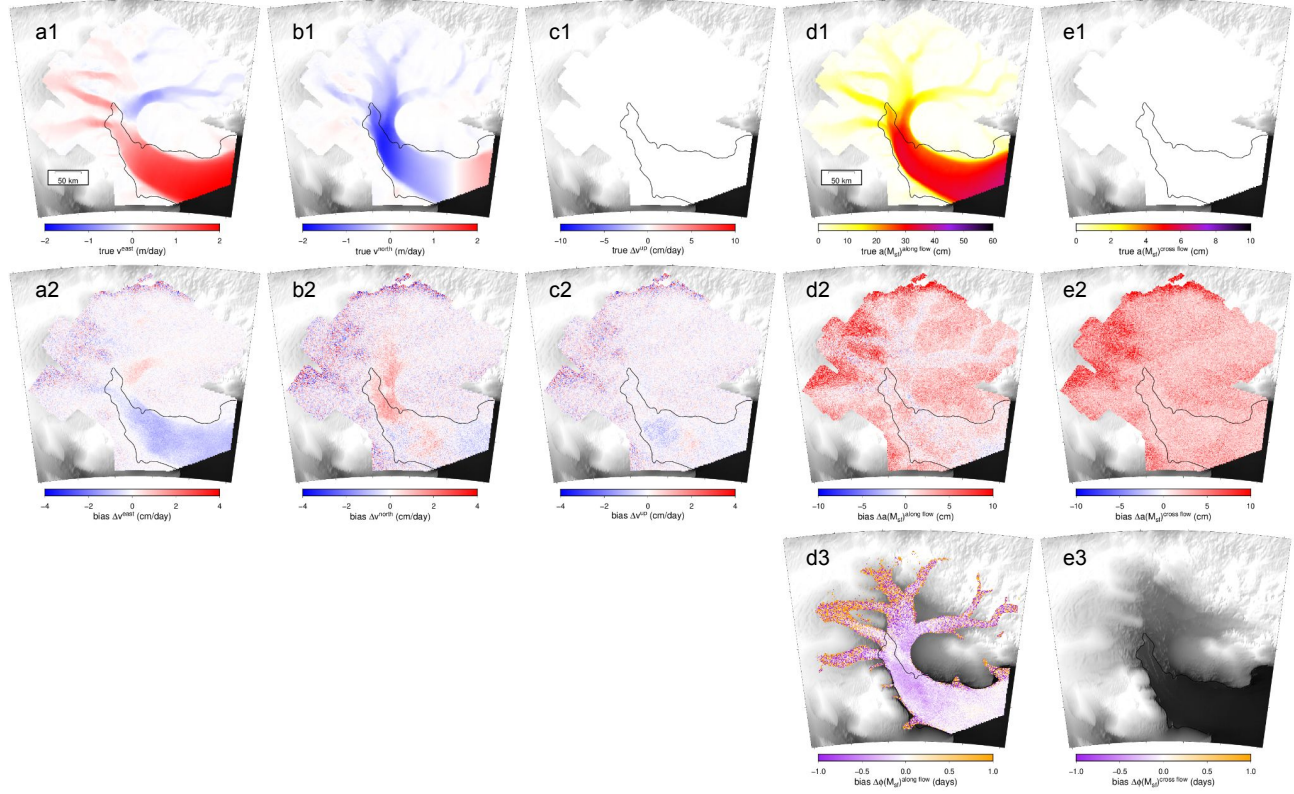 a1 b1 c1 d1 e1
50 km 50 km
−2 −1 0 1 2 −2 −1 0 1 2 −10 −5 0 5 10 0 10 20 30 40 50 60 0 2 4 6 8 10
true v^east (m/day) true v^north (m/day) true Δv^up (cm/day) true a(M_sf)^along flow (cm) true a(M_sf)^cross flow (cm)
a2 b2 c2 d2 e2
−4 −2 0 2 4 −4 −2 0 2 4 −4 −2 0 2 4 −10 −5 0 5 10 −10 −5 0 5 10
bias Δv^east (cm/day) bias Δv^north (cm/day) bias Δv^up (cm/day) bias Δa(M_sf)^along flow (cm) bias Δa(M_sf)^cross flow (cm)
d3 e3
−1.0 −0.5 0.0 0.5 1.0 −1.0 −0.5 0.0 0.5 1.0
bias Δϕ(M_sf)^along flow (days) bias Δϕ(M_sf)^cross flow (days)